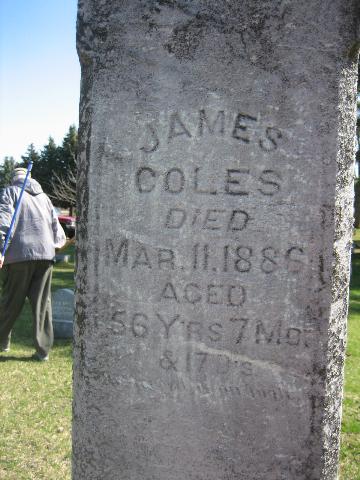 JAMES
COLES
DIED
MAR. 11. 1886.
AGED
56 Y'RS 7 MO.
& 17 D'S